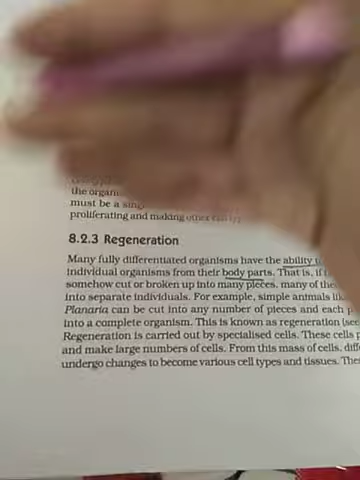 the organi
must be a sing
proliferating and making other
8.2.3 Regeneration
Many fully differentiated organisms have the ability
individual organisms from their body parts. That is, if
somehow cut or broken up into many pieces, many of the
into separate individuals. For example, simple animals
Planaria can be cut into any number of pieces and each
into a complete organism. This is known as regeneration (see
Regeneration is carried out by specialised cells. These cells
and make large numbers of cells. From this mass of cells, diff
undergo changes to become various cell types and tissues. The